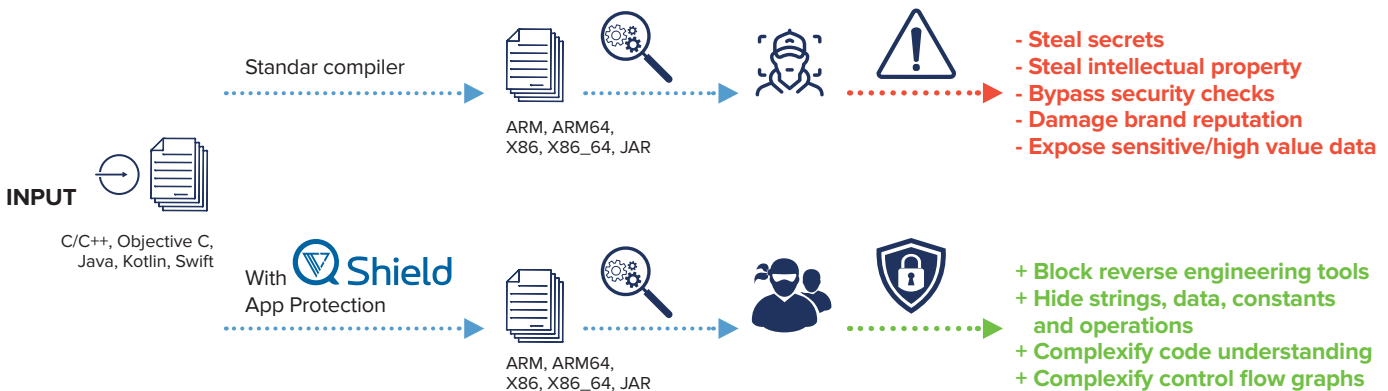 INPUT
C/C++, Objective C,
Java, Kotlin, Swift
Standar compiler
ARM, ARM64,
X86, X86_64, JAR
- Steal secrets
- Steal intellectual property
- Bypass security checks
- Damage brand reputation
- Expose sensitive/high value data
With QShield
App Protection
ARM, ARM64,
X86, X86_64, JAR
+ Block reverse engineering tools
+ Hide strings, data, constants
and operations
+ Complexify code understanding
+ Complexify control flow graphs